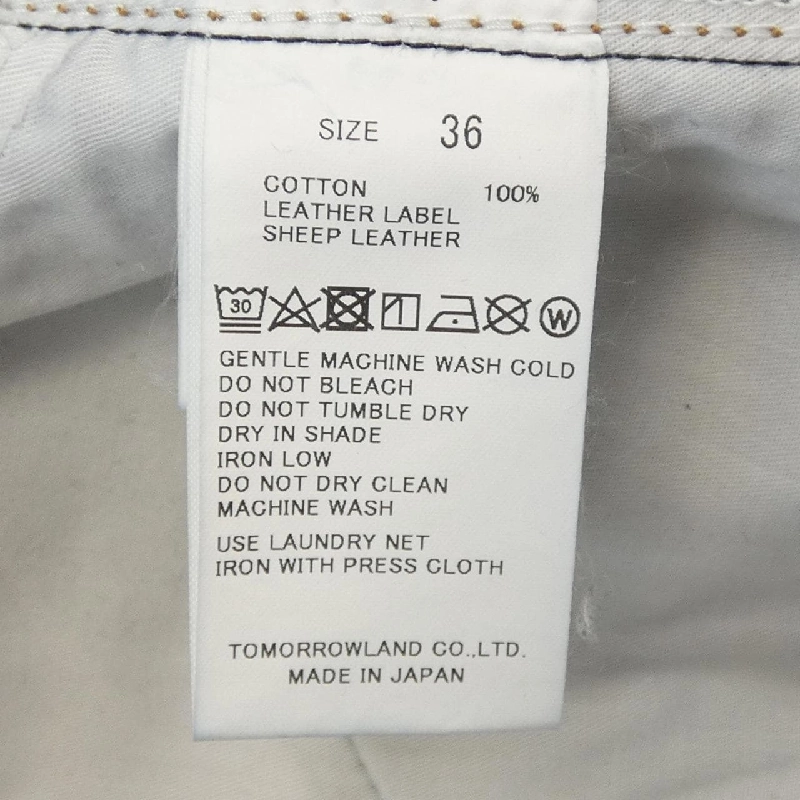 SIZE 36
COTTON 100%
LEATHER LABEL
SHEEP LEATHER
30 W
GENTLE MACHINE WASH COLD
DO NOT BLEACH
DO NOT TUMBLE DRY
DRY IN SHADE
IRON LOW
DO NOT DRY CLEAN
MACHINE WASH
USE LAUNDRY NET
IRON WITH PRESS CLOTH
TOMORROWLAND CO.,LTD.
MADE IN JAPAN